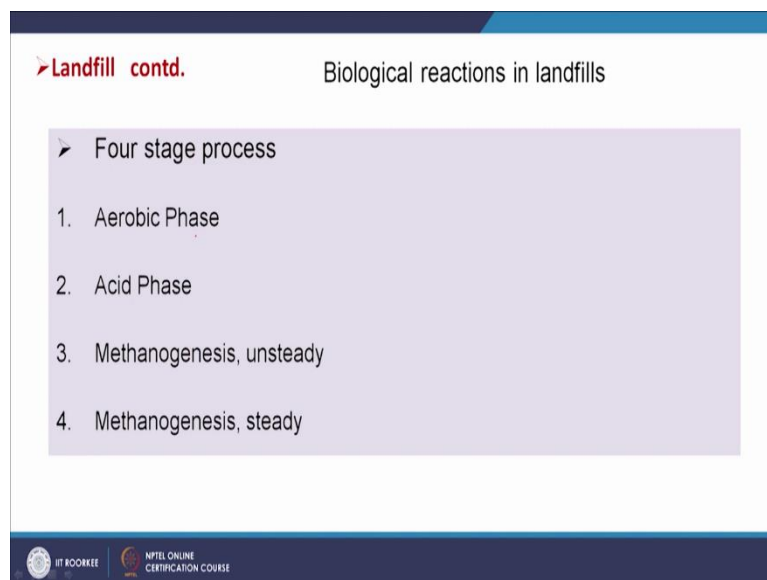 ➢Landfill contd.
Biological reactions in landfills
➢ Four stage process
1. Aerobic Phase
2. Acid Phase
3. Methanogenesis, unsteady
4. Methanogenesis, steady
IIT ROORKEE
NPTEL ONLINE
CERTIFICATION COURSE